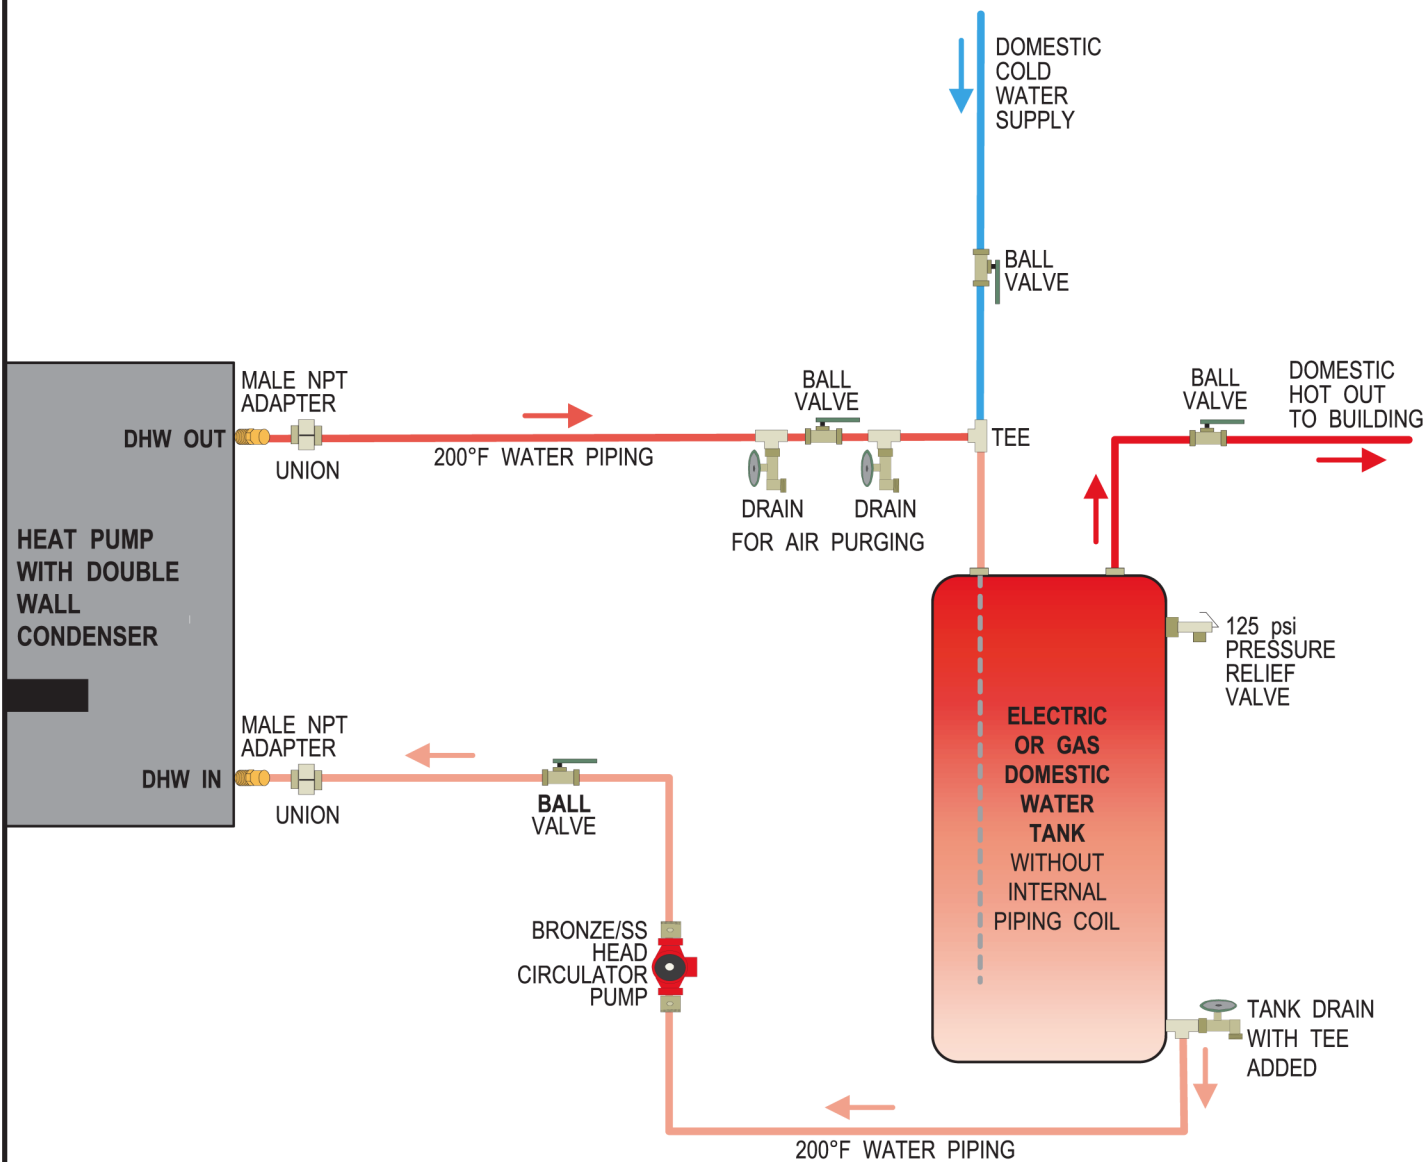 DOMESTIC
COLD
WATER
SUPPLY
BALL
VALVE
MALE NPT
ADAPTER
DHW OUT
UNION
200°F WATER PIPING
BALL
VALVE
TEE
DRAIN
DRAIN
FOR AIR PURGING
BALL
VALVE
DOMESTIC
HOT OUT
TO BUILDING
HEAT PUMP
WITH DOUBLE
WALL
CONDENSER
125 psi
PRESSURE
RELIEF
VALVE
ELECTRIC
OR GAS
DOMESTIC
WATER
TANK
WITHOUT
INTERNAL
PIPING COIL
MALE NPT
ADAPTER
DHW IN
UNION
BALL
VALVE
BRONZE/SS
HEAD
CIRCULATOR
PUMP
TANK DRAIN
WITH TEE
ADDED
200°F WATER PIPING